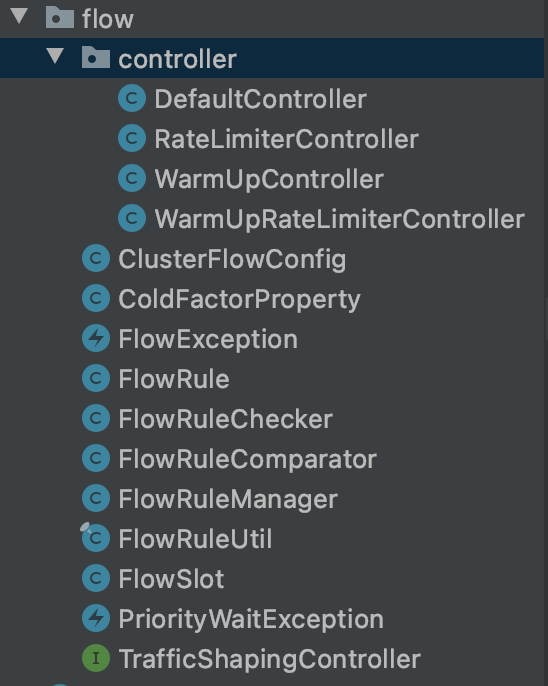 flow
controller
DefaultController
RateLimiterController
WarmUpController
WarmUpRateLimiterController
ClusterFlowConfig
ColdFactorProperty
FlowException
FlowRule
FlowRuleChecker
FlowRuleComparator
FlowRuleManager
FlowRuleUtil
FlowSlot
PriorityWaitException
TrafficShapingController